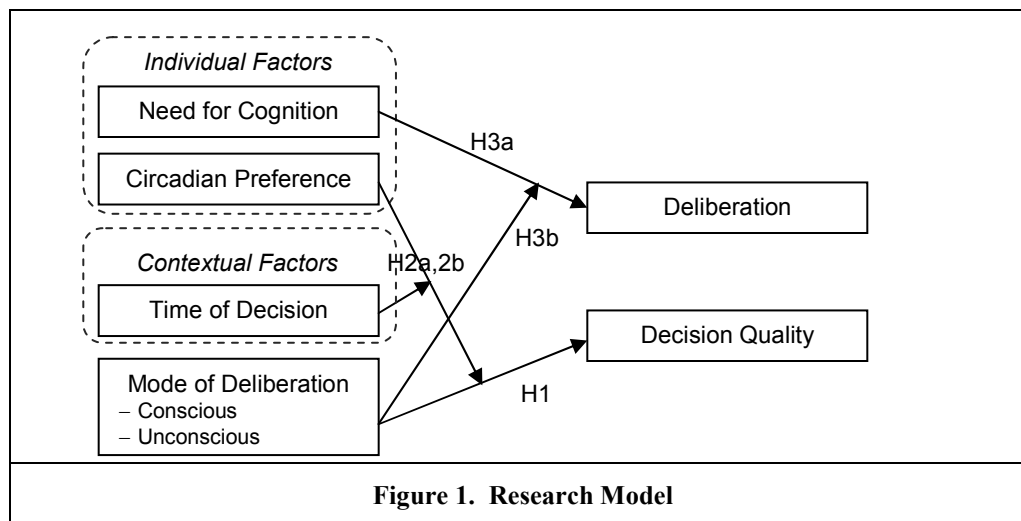 Individual Factors
Need for Cognition
Circadian Preference
Contextual Factors
Time of Decision
Mode of Deliberation
– Conscious
– Unconscious
H3a
H3b
H2a,2b
H1
Deliberation
Decision Quality
Figure 1. Research Model